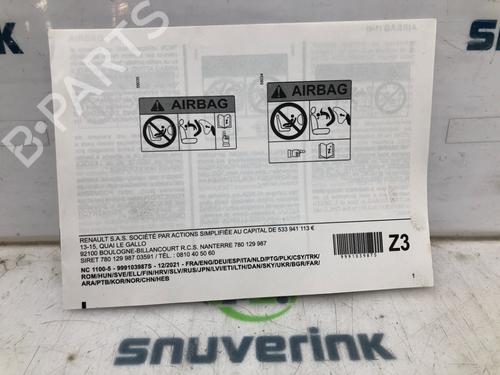 AIRBAG
AIRBAG
RENAULT S.A.S. SOCIÉTÉ PAR ACTIONS SIMPLIFIÉE AU CAPITAL DE 533 941 113 €
13-15, QUAI LE GALLO
92100 BOULOGNE-BILLANCOURT R.C.S. NANTERRE 780 129 987
SIRET 780 129 987 03591 / TÉL. : 0810 40 50 60
NC 1100-5 - 999103987S - 12/2021 - FRA/ENG/DEU/ESP/ITA/NLD/PTG/PLK/CSY/TRK/
ROM/HUN/SVE/ELL/FIN/HRV/SLV/RUS/JPN/LVI/ETI/LTH/DAN/SKY/UKR/BGR/FAR/
ARA/PTB/KOR/NOR/CHN/HEB
999103987S
Z3
1
B-PARTS
snuverink